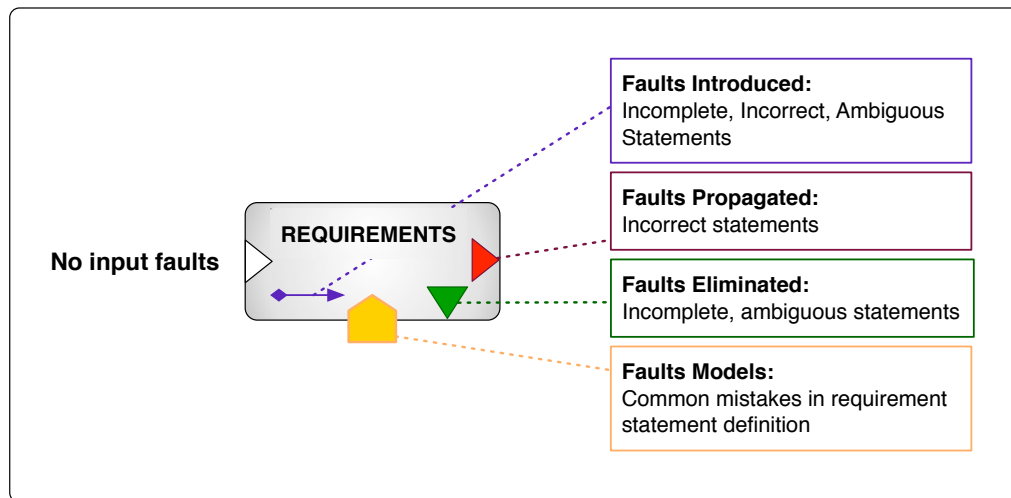 No input faults
REQUIREMENTS
Faults Introduced:
Incomplete, Incorrect, Ambiguous
Statements
Faults Propagated:
Incorrect statements
Faults Eliminated:
Incomplete, ambiguous statements
Faults Models:
Common mistakes in requirement
statement definition